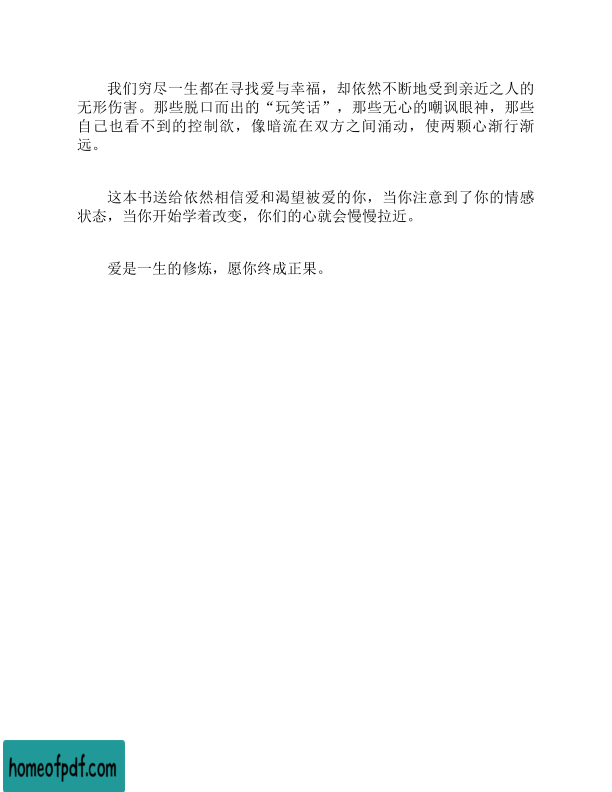 我们穷尽一生都在寻找爱与幸福，却依然不断地受到亲近之人的
无形伤害。那些脱口而出的“玩笑话”，那些无心的嘲讽眼神，那些
自己也看不到的控制欲，像暗流在双方之间涌动，使两颗心渐行渐
远。
这本书送给依然相信爱和渴望被爱的你，当你注意到了你的情感
状态，当你开始学着改变，你们的心就会慢慢拉近。
爱是一生的修炼，愿你终成正果。
homeofpdf.com